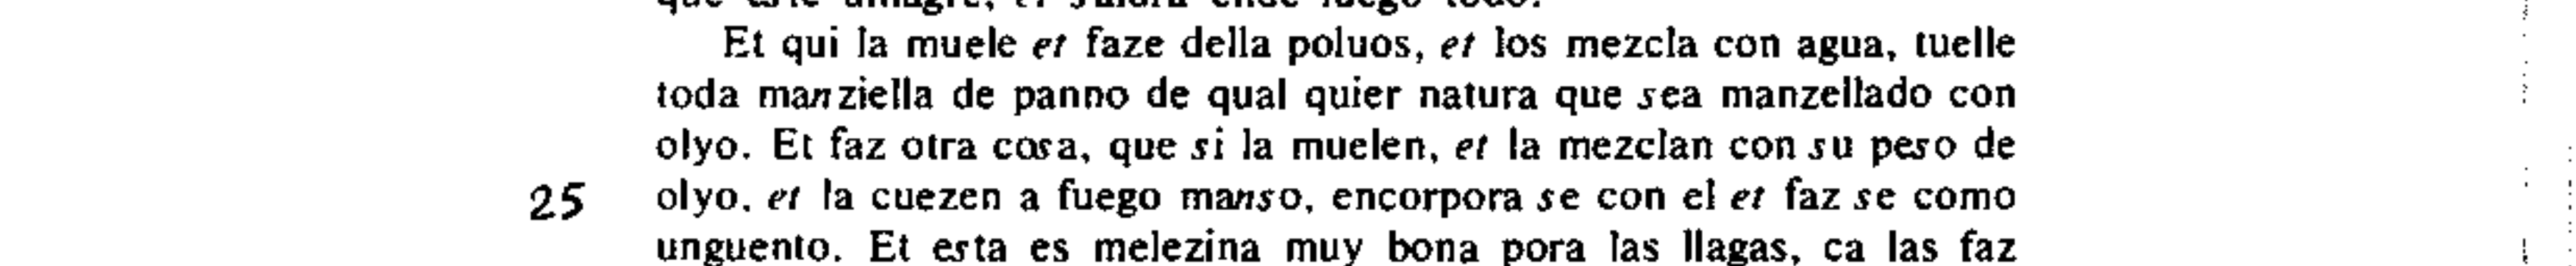 Et qui la muele et faze della poluos, et los mezcla con agua, tuelle
toda manziella de panno de qual quier natura que sea manzellado con
olyo. Et faz otra cosa, que si la muelen, et la mezclan con su peso de
25 olyo, et la cuezen a fuego manso, encorpora se con el et faz se como
unguento. Et esta es melezina muy bona pora las llagas, ca las faz